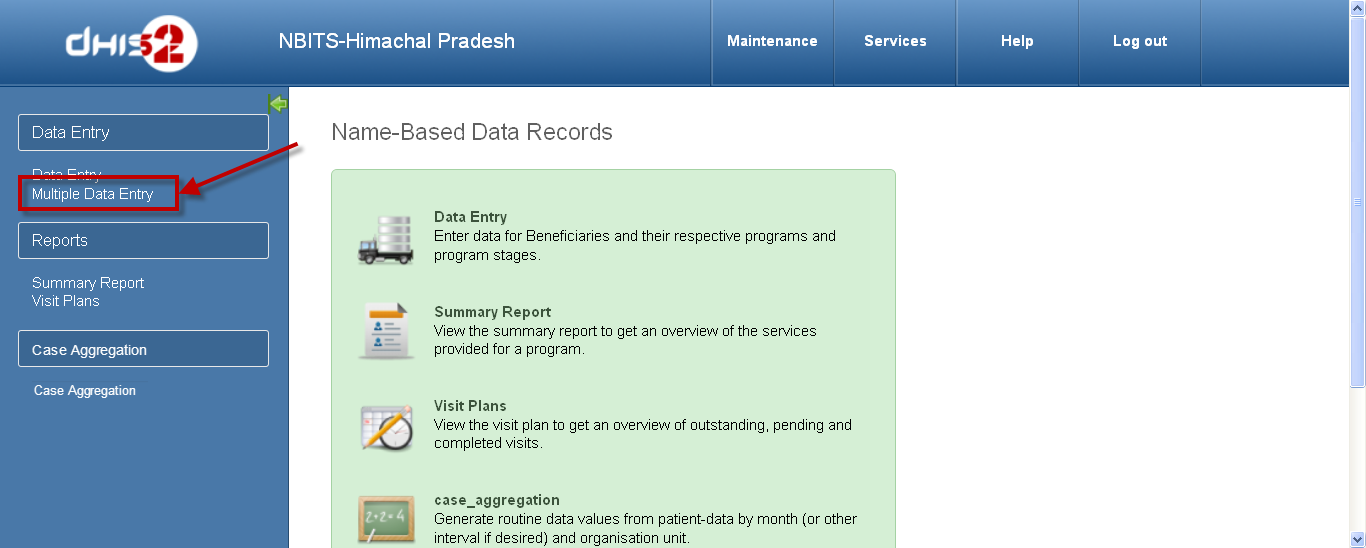 dHIS2
NBITS-Himachal Pradesh
Maintenance
Services
Help
Log out
Data Entry
Data Entry
Multiple Data Entry
Reports
Summary Report
Visit Plans
Case Aggregation
Case Aggregation
Name-Based Data Records
Data Entry
Enter data for Beneficiaries and their respective programs and
program stages.
Summary Report
View the summary report to get an overview of the services
provided for a program.
Visit Plans
View the visit plan to get an overview of outstanding, pending and
completed visits.
2+2=4
case_aggregation
Generate routine data values from patient-data by month (or other
interval if desired) and organisation unit.